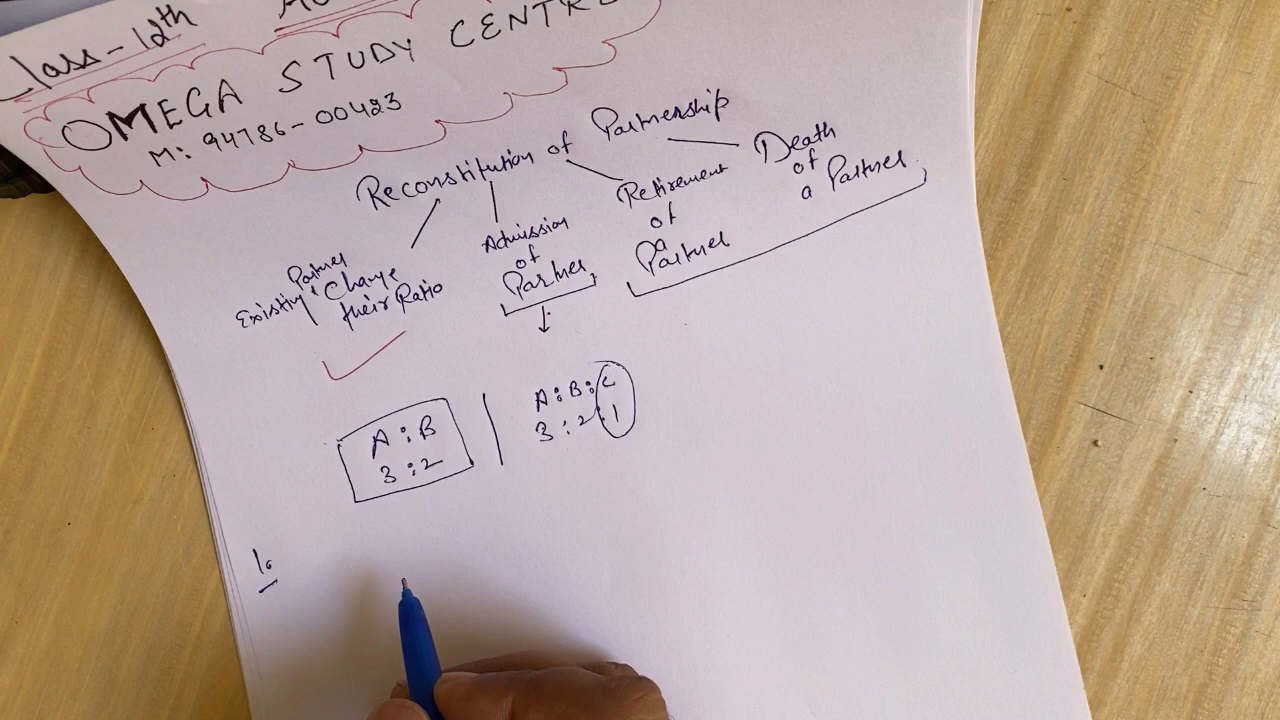 Class-12th
OMEGA STUDY CENTRE
M: 94786-00423
Reconstitution of Partnership
Partner
Existing Change
their Ratio
Admission
of
Partner
Retirement
of
a
Partner
Death
of
a Partner
A:B
3:2
A:B:C
3:2:1
1.